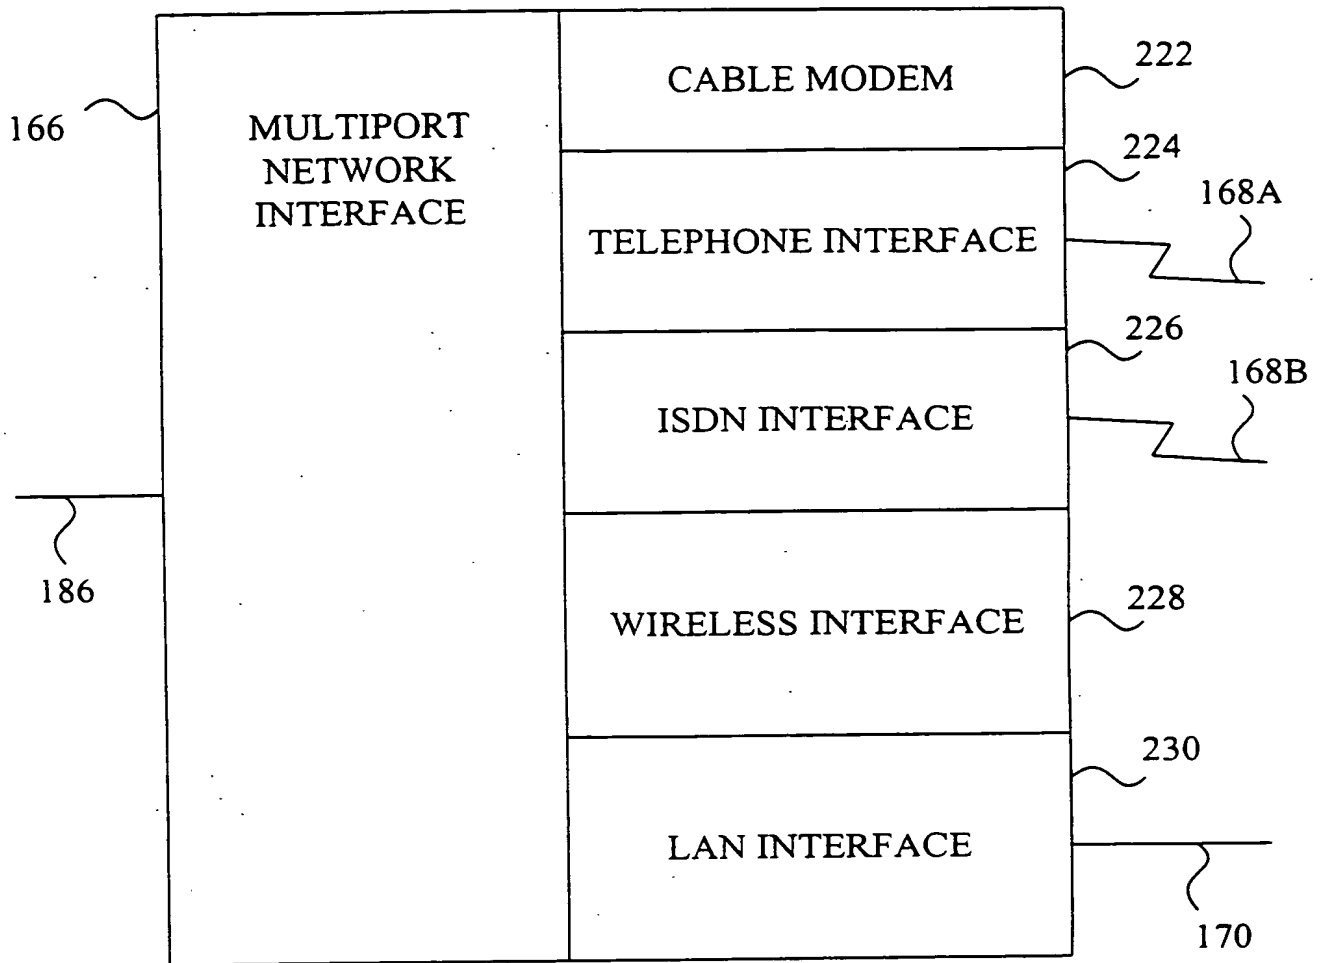 166
MULTIPORT
NETWORK
INTERFACE
CABLE MODEM
222
224
TELEPHONE INTERFACE
168A
226
ISDN INTERFACE
168B
186
WIRELESS INTERFACE
228
230
LAN INTERFACE
170